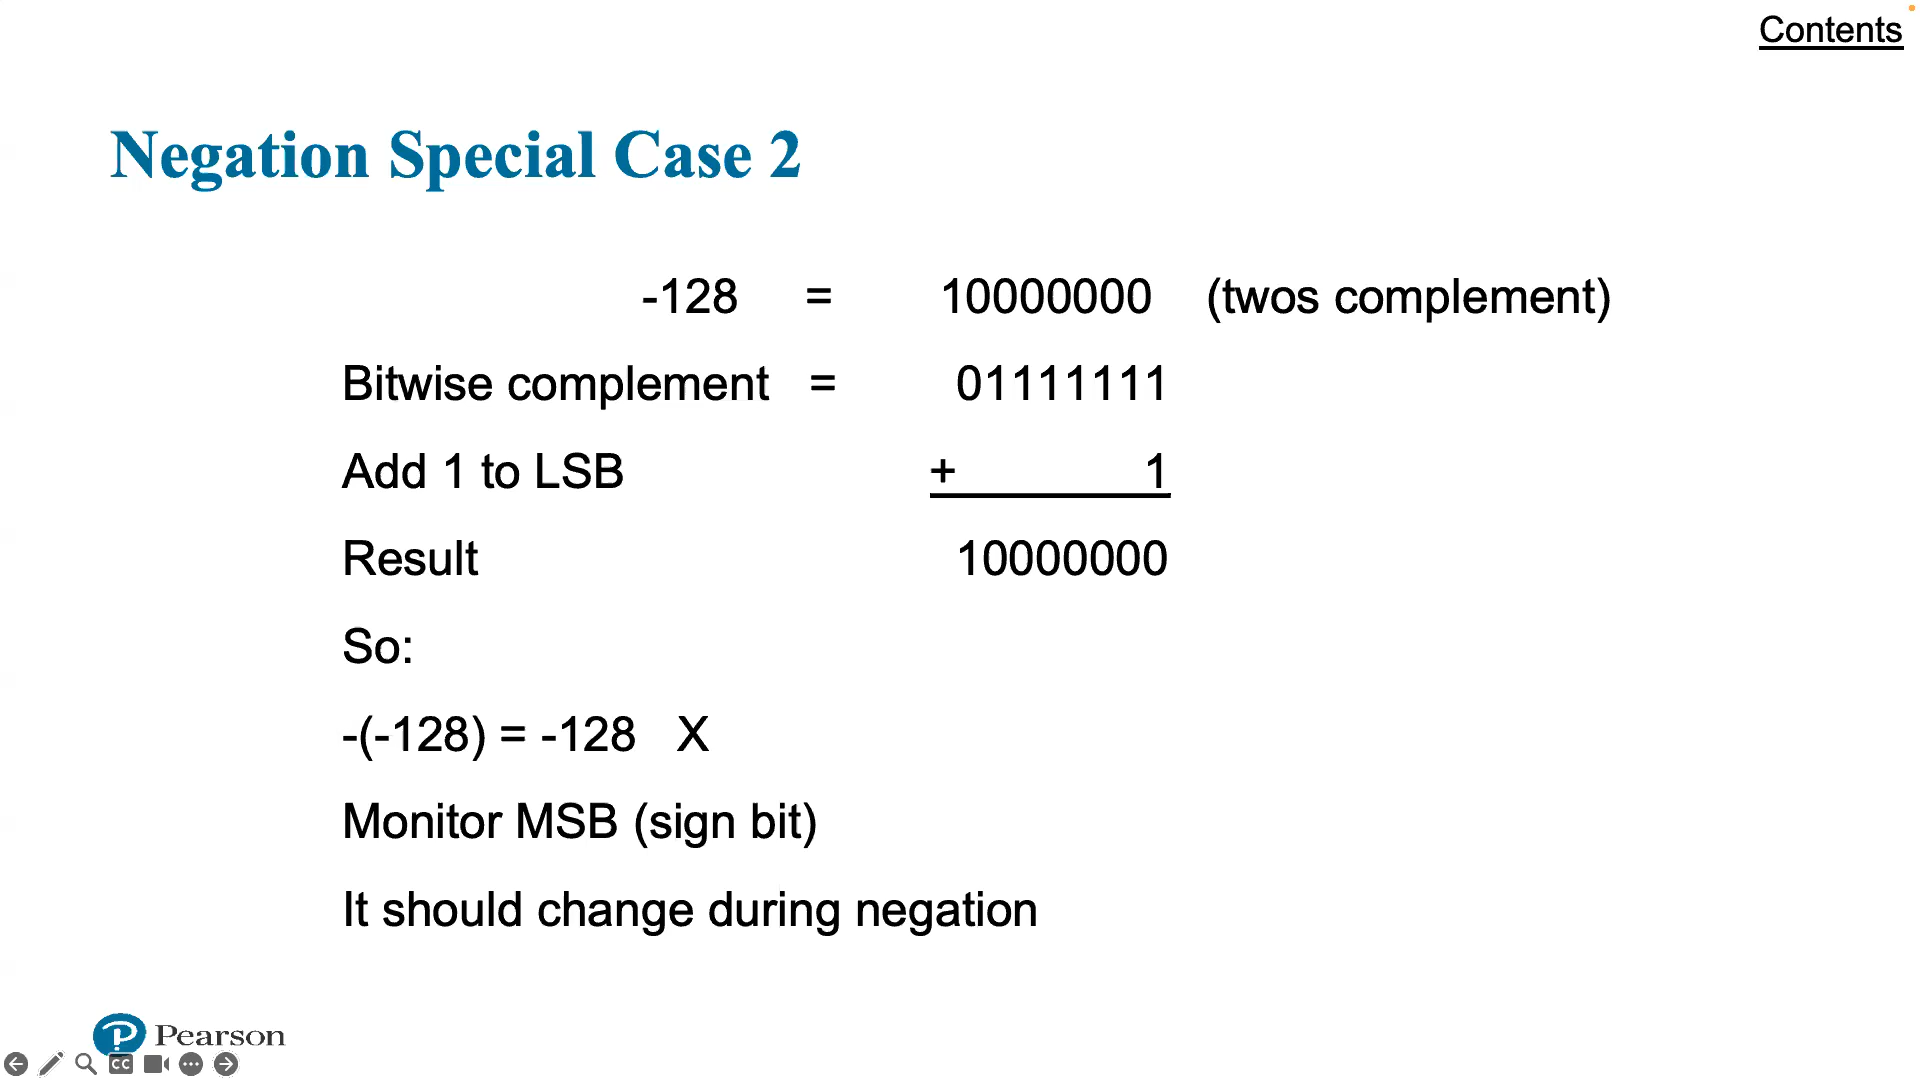 Contents
Negation Special Case 2
-128 = 10000000 (twos complement)
Bitwise complement = 01111111
Add 1 to LSB + 1
Result 10000000
So:
-(-128) = -128 X
Monitor MSB (sign bit)
It should change during negation
Pearson
CC